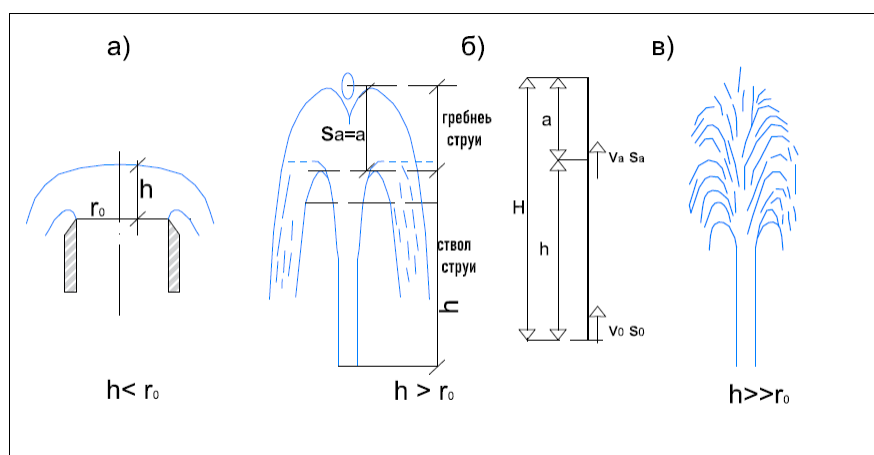 а)
б)
в)
Sa=a
гребнеь
струи
a
Va Sa
h
r₀
H
h
ствол
струи
h
V₀ S₀
h< r₀
h > r₀
h>>r₀